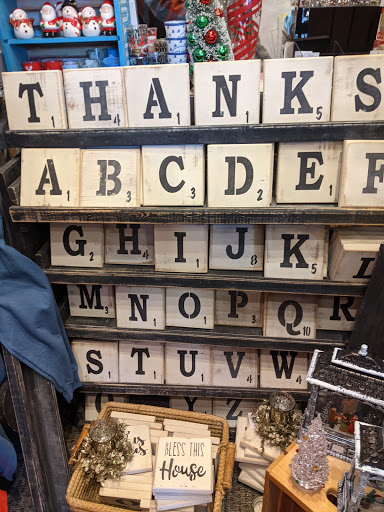 T1 H4 A1 N1 K5 S1
A1 B3 C3 D2 E1 F
G2 H4 I1 J8 K5 L
M3 N1 O1 P3 Q10 R
S1 T1 U1 V4 W4
Y Z
BLESS THIS
House